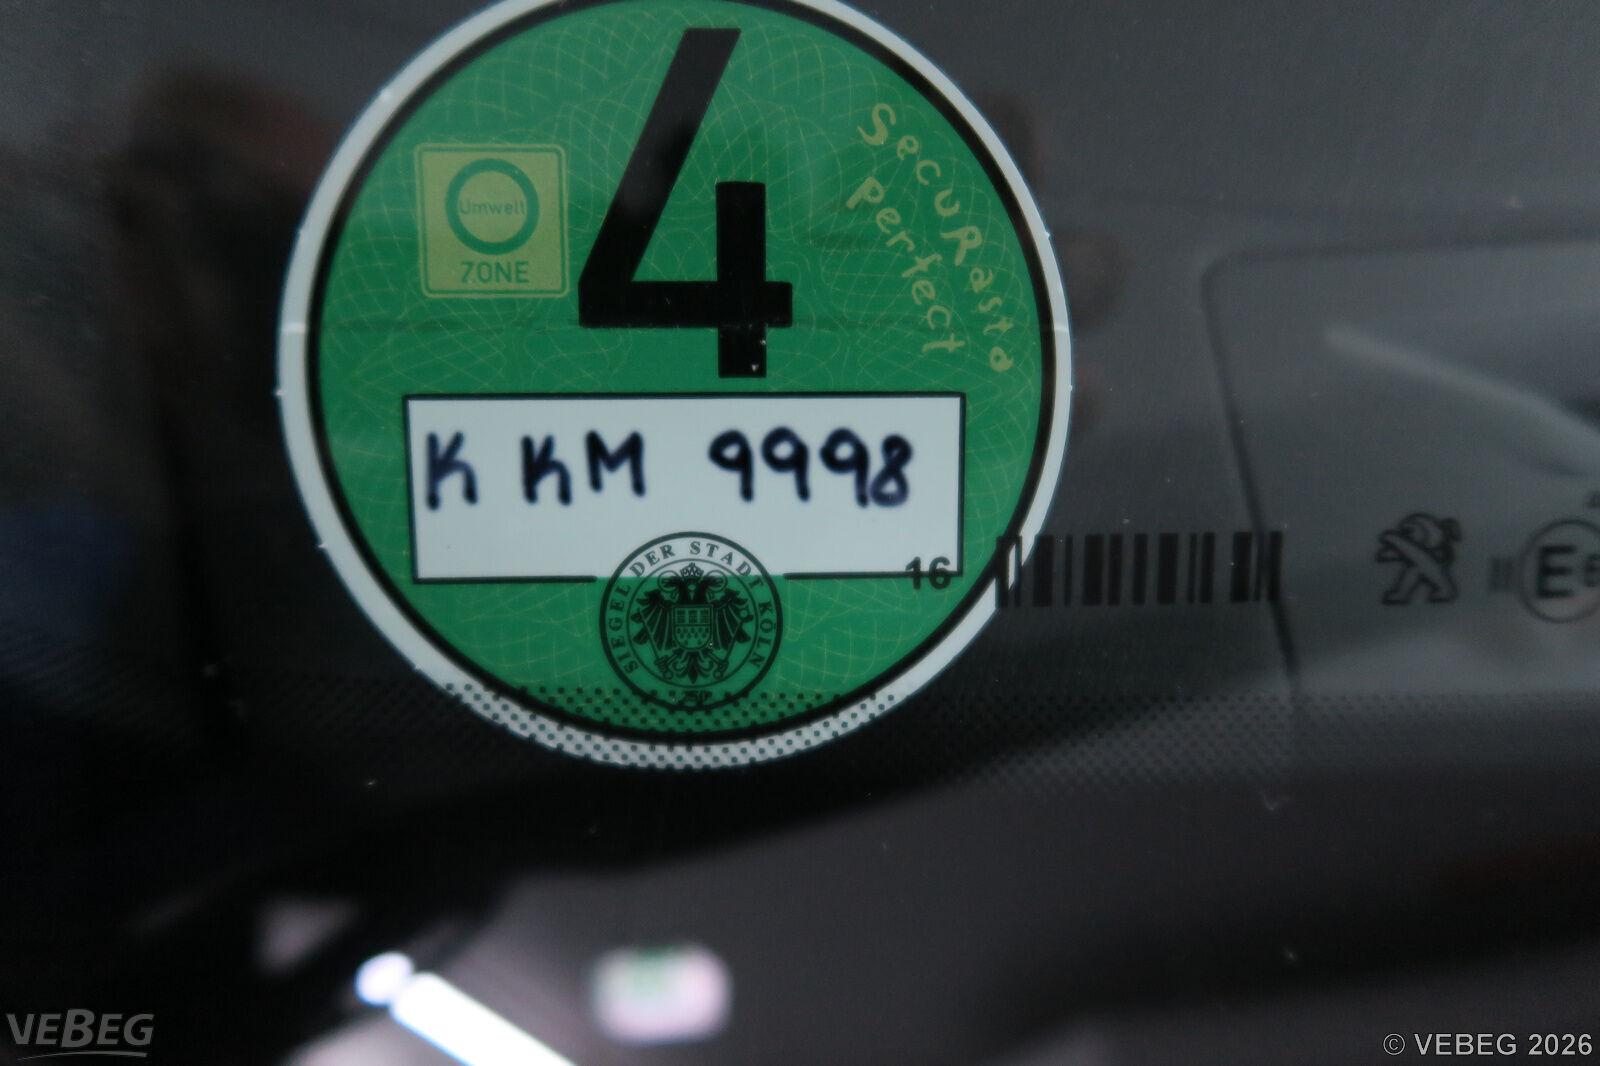 4
Umwelt
ZONE
SecuRasta
Perfect
K KM 9998
SIEGEL DER STADT KÖLN
16
E
VEBEG
© VEBEG 2026